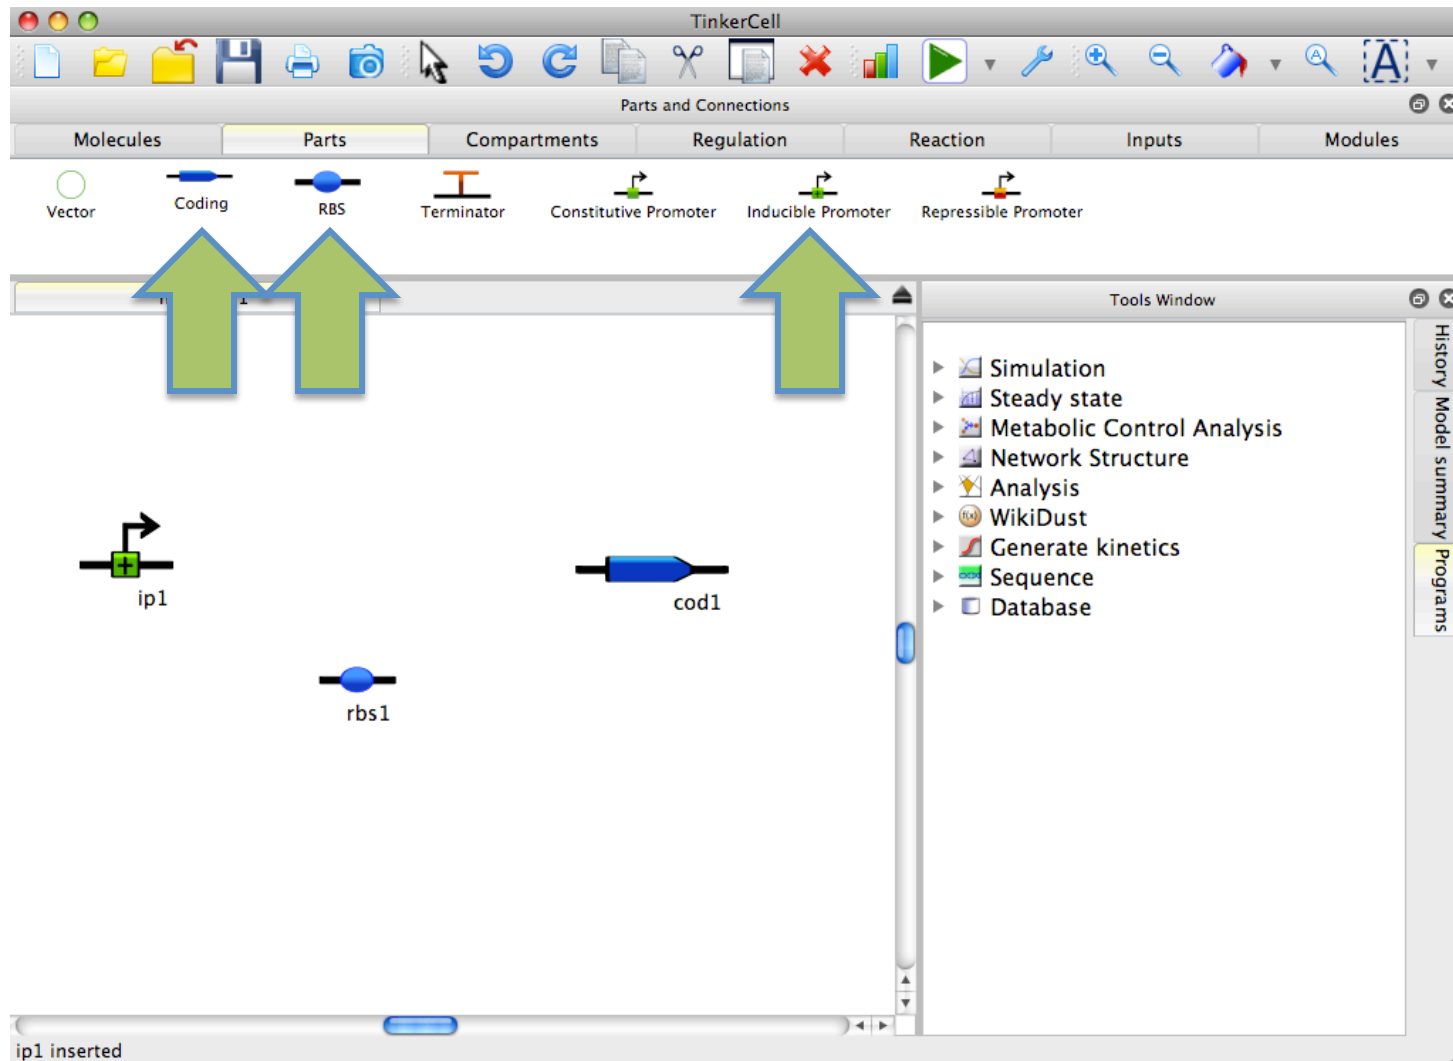 TinkerCell
Parts and Connections
Molecules Parts Compartments Regulation Reaction Inputs Modules
Vector Coding RBS Terminator Constitutive Promoter Inducible Promoter Repressible Promoter
Tools Window
Simulation
Steady state
Metabolic Control Analysis
Network Structure
Analysis
WikiDust
Generate kinetics
Sequence
Database
History
Model summary
Programs
ip1
cod1
rbs1
ip1 inserted